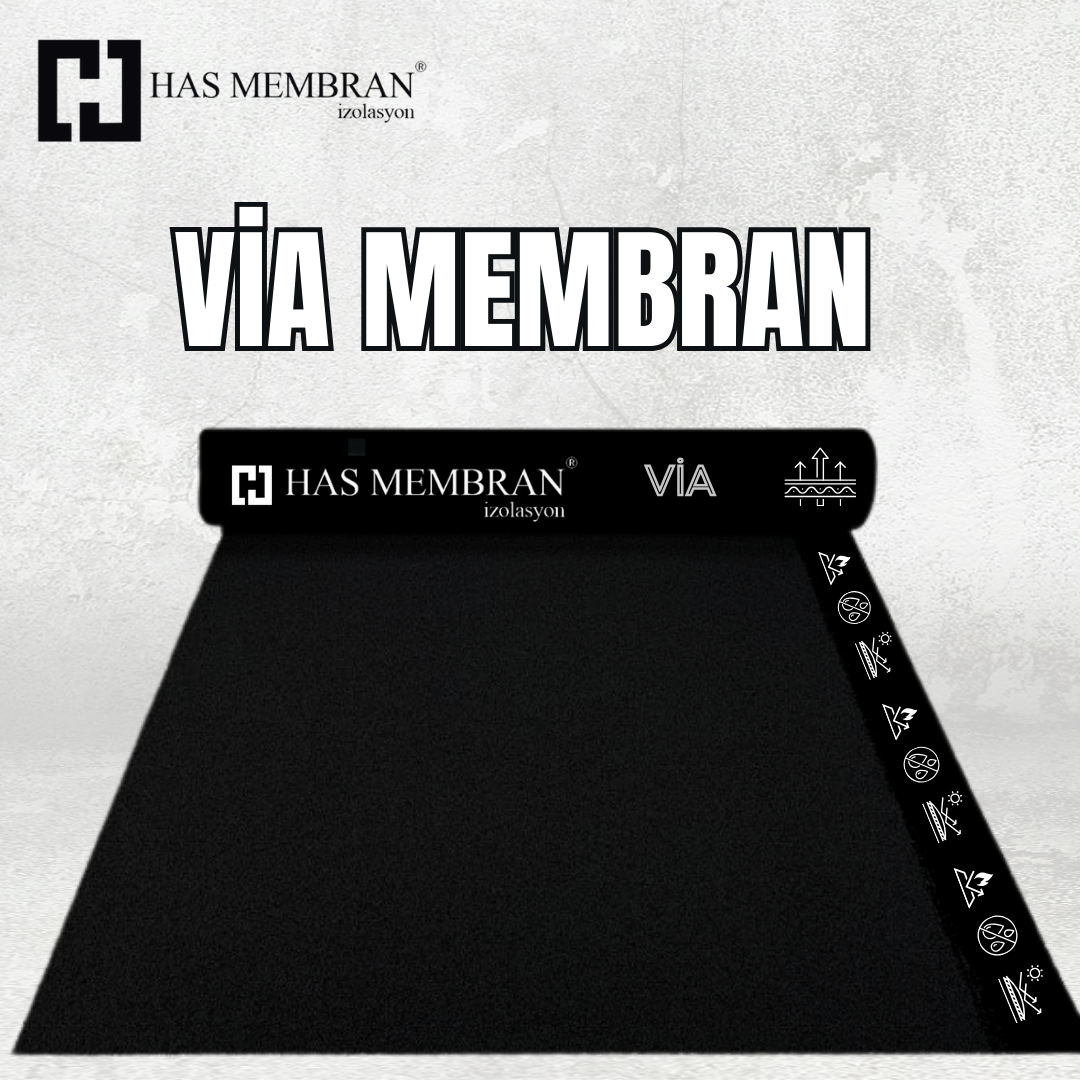 HAS MEMBRAN®
izolasyon
VİA MEMBRAN
HAS MEMBRAN® VİA
izolasyon